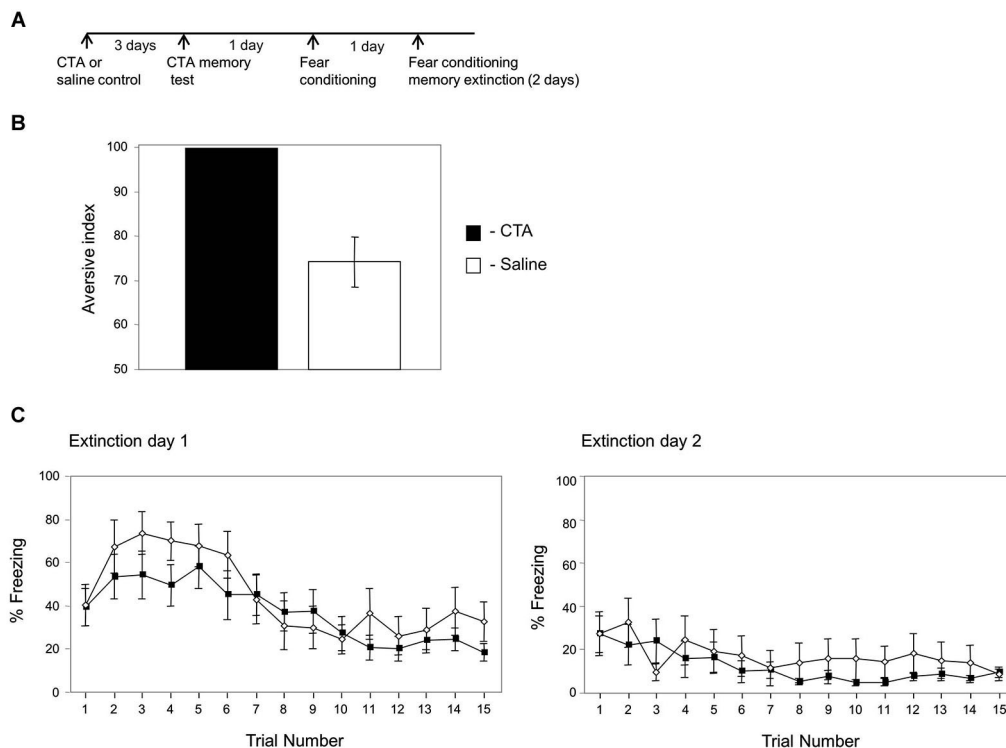 A
3 days 1 day 1 day
CTA or CTA memory Fear Fear conditioning
saline control test conditioning memory extinction (2 days)
B
100
90
80
70
60
50
Aversive index
- CTA
- Saline
C
Extinction day 1
100
80
60
40
20
0
% Freezing
1 2 3 4 5 6 7 8 9 10 11 12 13 14 15
Trial Number
Extinction day 2
100
80
60
40
20
0
% Freezing
1 2 3 4 5 6 7 8 9 10 11 12 13 14 15
Trial Number